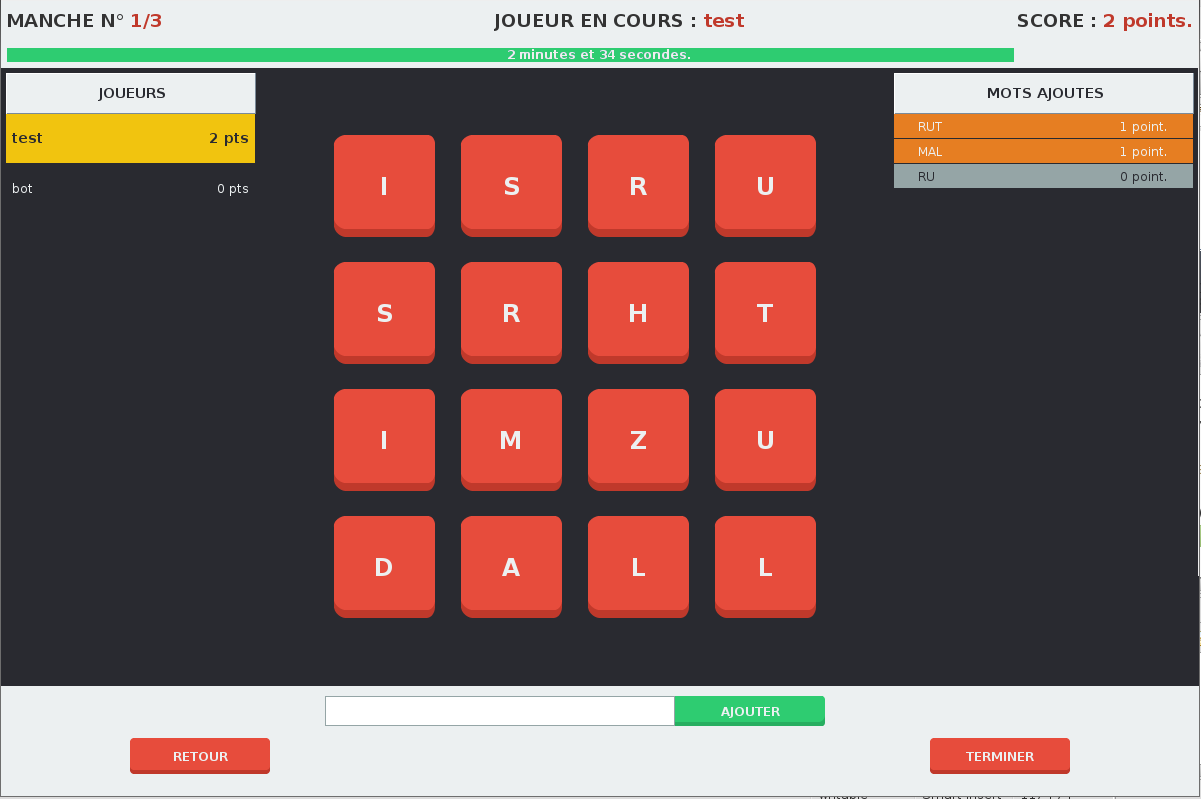 MANCHE N° 1/3
JOUEUR EN COURS : test
SCORE : 2 points.
2 minutes et 34 secondes.
JOUEURS
test 2 pts
bot 0 pts
I S R U
S R H T
I M Z U
D A L L
MOTS AJOUTES
RUT 1 point.
MAL 1 point.
RU 0 point.
AJOUTER
RETOUR
TERMINER